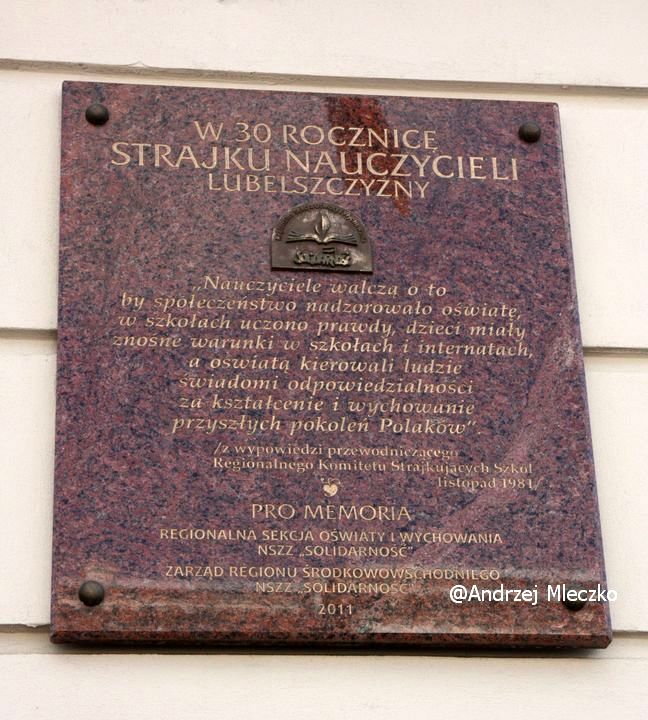 W 30 ROCZNICĘ
STRAJKU NAUCZYCIELI
LUBELSZCZYZNY
„Nauczyciele walczą o to
by społeczeństwo nadzorowało oświatę,
w szkołach uczono prawdy, dzieci miały
znośne warunki w szkołach i internatach,
a oświatą kierowali ludzie
świadomi odpowiedzialności
za kształcenie i wychowanie
przyszłych pokoleń Polaków”.
/z wypowiedzi przewodniczącego
Regionalnego Komitetu Strajkujących Szkół
listopad 1981/
PRO MEMORIA
REGIONALNA SEKCJA OŚWIATY I WYCHOWANIA
NSZZ „SOLIDARNOŚĆ”
ZARZĄD REGIONU ŚRODKOWOWSCHODNIEGO
NSZZ „SOLIDARNOŚĆ”
2011
@Andrzej Mleczko